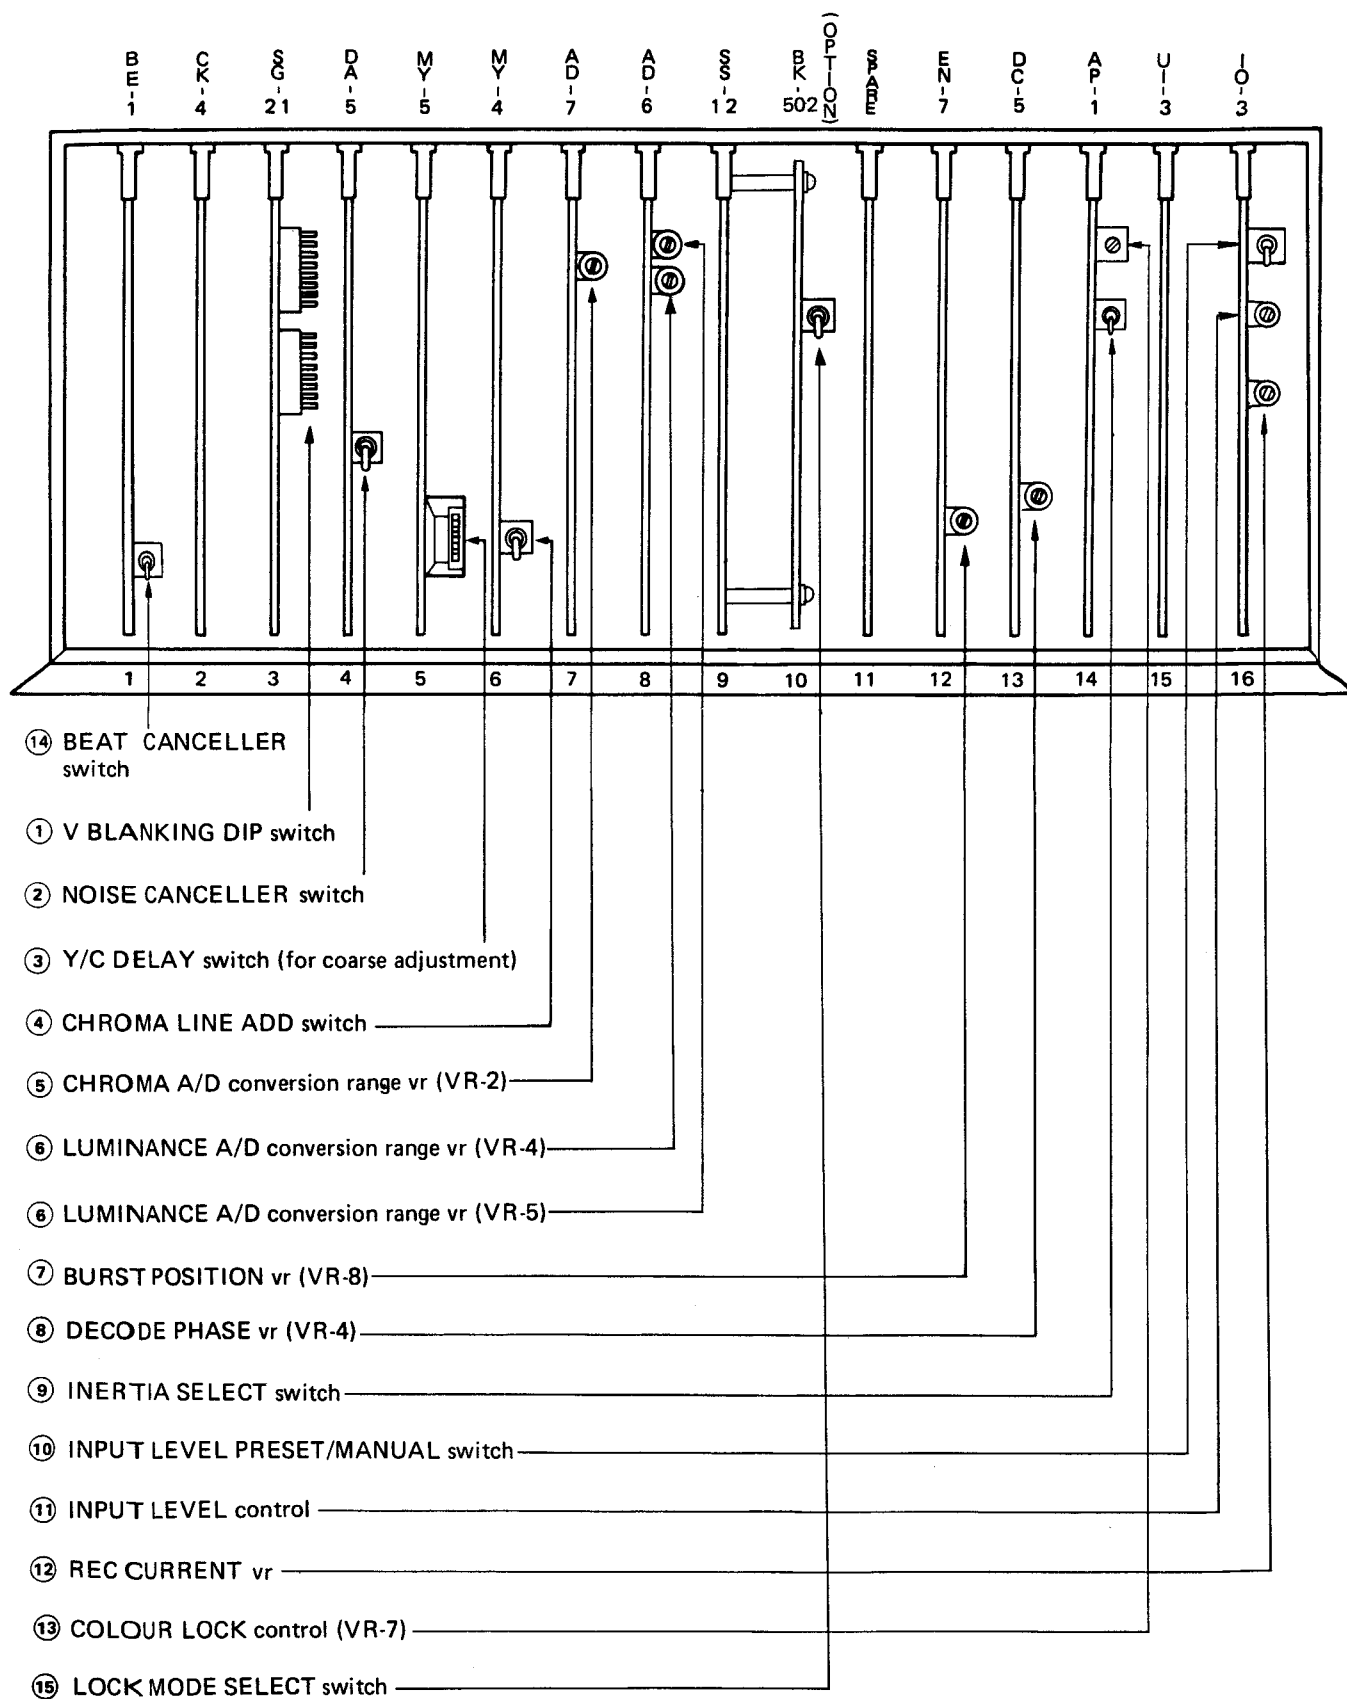 BE-1 CK-4 SG-21 DA-5 MY-5 MY-4 AD-7 AD-6 SS-12 BK-502 (OPTION) SPARE EN-7 DC-5 AP-1 UI-3 IO-3
1 2 3 4 5 6 7 8 9 10 11 12 13 14 15 16
14 BEAT CANCELLER
switch
1 V BLANKING DIP switch
2 NOISE CANCELLER switch
3 Y/C DELAY switch (for coarse adjustment)
4 CHROMA LINE ADD switch
5 CHROMA A/D conversion range vr (VR-2)
6 LUMINANCE A/D conversion range vr (VR-4)
6 LUMINANCE A/D conversion range vr (VR-5)
7 BURST POSITION vr (VR-8)
8 DECODE PHASE vr (VR-4)
9 INERTIA SELECT switch
10 INPUT LEVEL PRESET/MANUAL switch
11 INPUT LEVEL control
12 REC CURRENT vr
13 COLOUR LOCK control (VR-7)
15 LOCK MODE SELECT switch